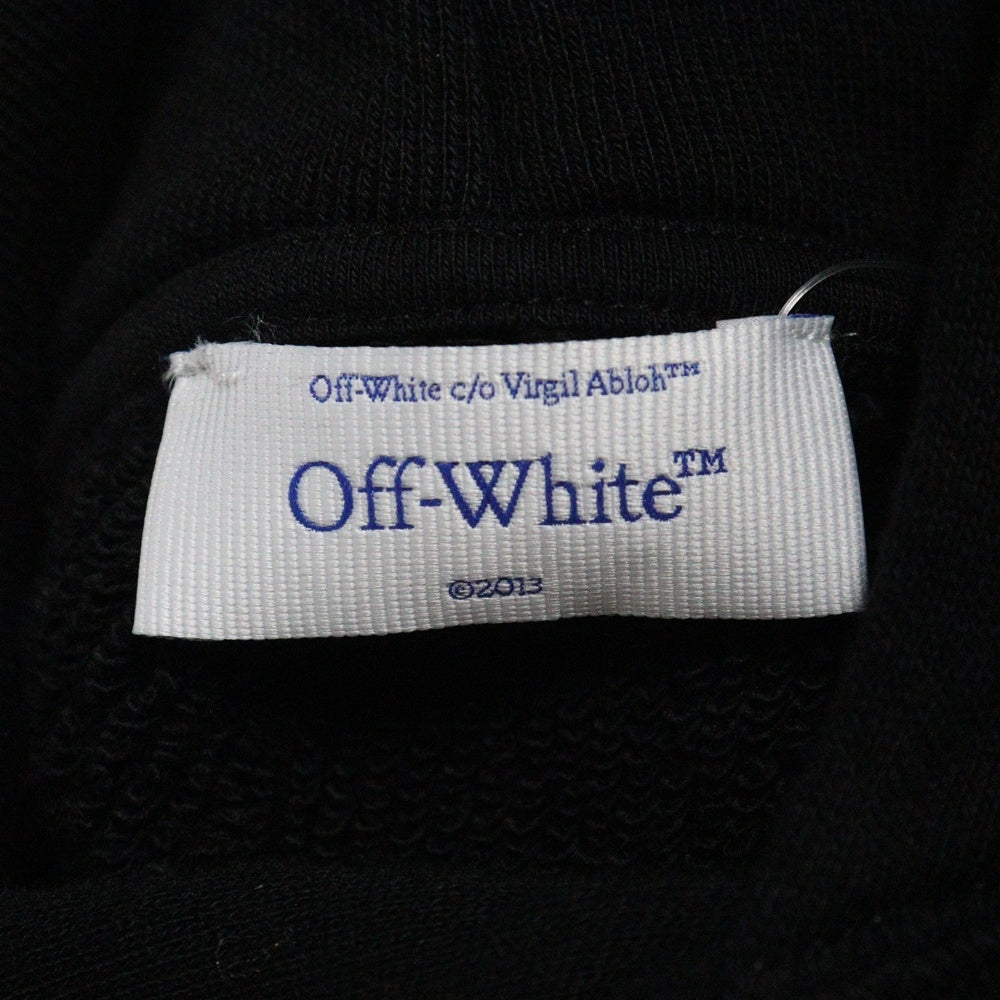 Off-White c/o Virgil Abloh™
Off-White™
©2013